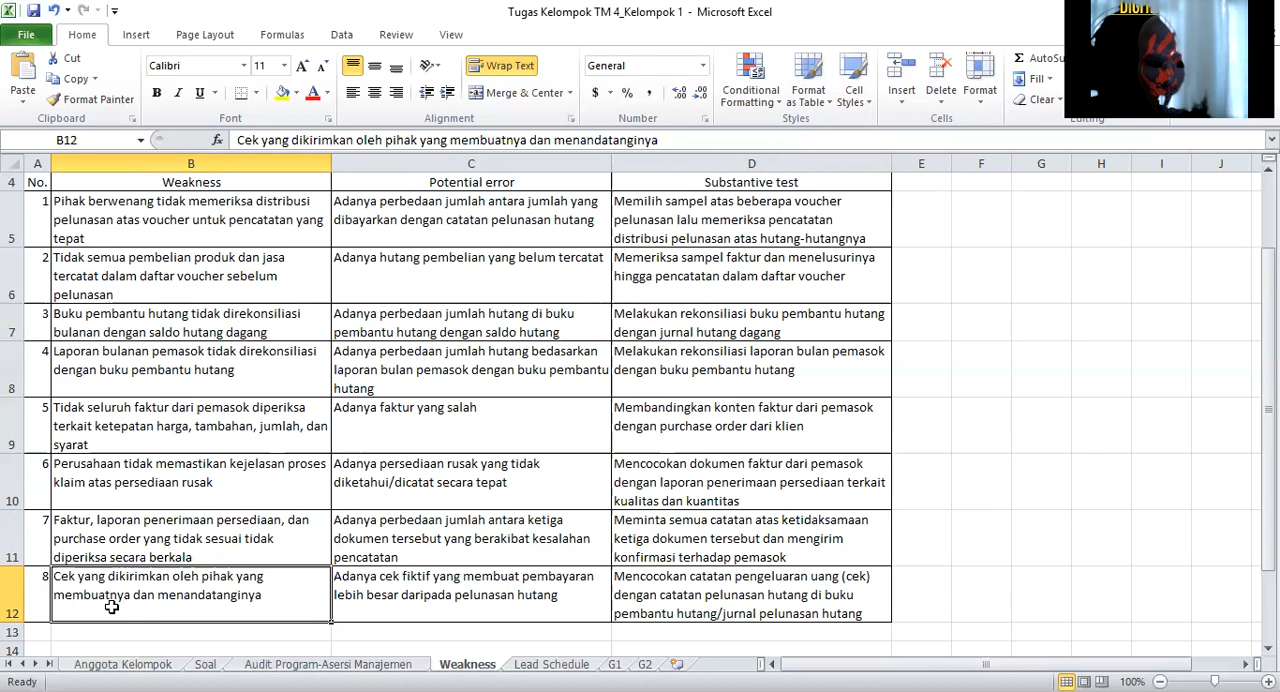 Tugas Kelompok TM 4_Kelompok 1 - Microsoft Excel
File Home Insert Page Layout Formulas Data Review View
Cut
Copy
Format Painter
Paste
Clipboard
Calibri 11
Font
Wrap Text
Merge & Center
Alignment
General
Number
Conditional Formatting
Format as Table
Cell Styles
Styles
Insert Delete Format
Cells
Fill
Clear
Editing
B12 fx Cek yang dikirimkan oleh pihak yang membuatnya dan menandatanginya
A B C D E F G H I J
4 No. Weakness Potential error Substantive test
5
1 Pihak berwenang tidak memeriksa distribusi
pelunasan atas voucher untuk pencatatan yang
tepat
Adanya perbedaan jumlah antara jumlah yang
dibayarkan dengan catatan pelunasan hutang
Memilih sampel atas beberapa voucher
pelunasan lalu memeriksa pencatatan
distribusi pelunasan atas hutang-hutangnya
6
2 Tidak semua pembelian produk dan jasa
tercatat dalam daftar voucher sebelum
pelunasan
Adanya hutang pembelian yang belum tercatat
Memeriksa sampel faktur dan menelusurinya
hingga pencatatan dalam daftar voucher
7
3 Buku pembantu hutang tidak direkonsiliasi
bulanan dengan saldo hutang dagang
Adanya perbedaan jumlah hutang di buku
pembantu hutang dengan saldo hutang
Melakukan rekonsiliasi buku pembantu hutang
dengan jurnal hutang dagang
8
4 Laporan bulanan pemasok tidak direkonsiliasi
dengan buku pembantu hutang
Adanya perbedaan jumlah hutang bedasarkan
laporan bulan pemasok dengan buku pembantu
hutang
Melakukan rekonsiliasi laporan bulan pemasok
dengan buku pembantu hutang
9
5 Tidak seluruh faktur dari pemasok diperiksa
terkait ketepatan harga, tambahan, jumlah, dan
syarat
Adanya faktur yang salah
Membandingkan konten faktur dari pemasok
dengan purchase order dari klien
10
6 Perusahaan tidak memastikan kejelasan proses
klaim atas persediaan rusak
Adanya persediaan rusak yang tidak
diketahui/dicatat secara tepat
Mencocokan dokumen faktur dari pemasok
dengan laporan penerimaan persediaan terkait
kualitas dan kuantitas
11
7 Faktur, laporan penerimaan persediaan, dan
purchase order yang tidak sesuai tidak
diperiksa secara berkala
Adanya perbedaan jumlah antara ketiga
dokumen tersebut yang berakibat kesalahan
pencatatan
Meminta semua catatan atas ketidaksamaan
ketiga dokumen tersebut dan mengirim
konfirmasi terhadap pemasok
12
8 Cek yang dikirimkan oleh pihak yang
membuatnya dan menandatanginya
Adanya cek fiktif yang membuat pembayaran
lebih besar daripada pelunasan hutang
Mencocokan catatan pengeluaran uang (cek)
dengan catatan pelunasan hutang di buku
pembantu hutang/jurnal pelunasan hutang
13
14
Anggota Kelompok Soal Audit Program-Asersi Manajemen Weakness Lead Schedule G1 G2
Ready 100%